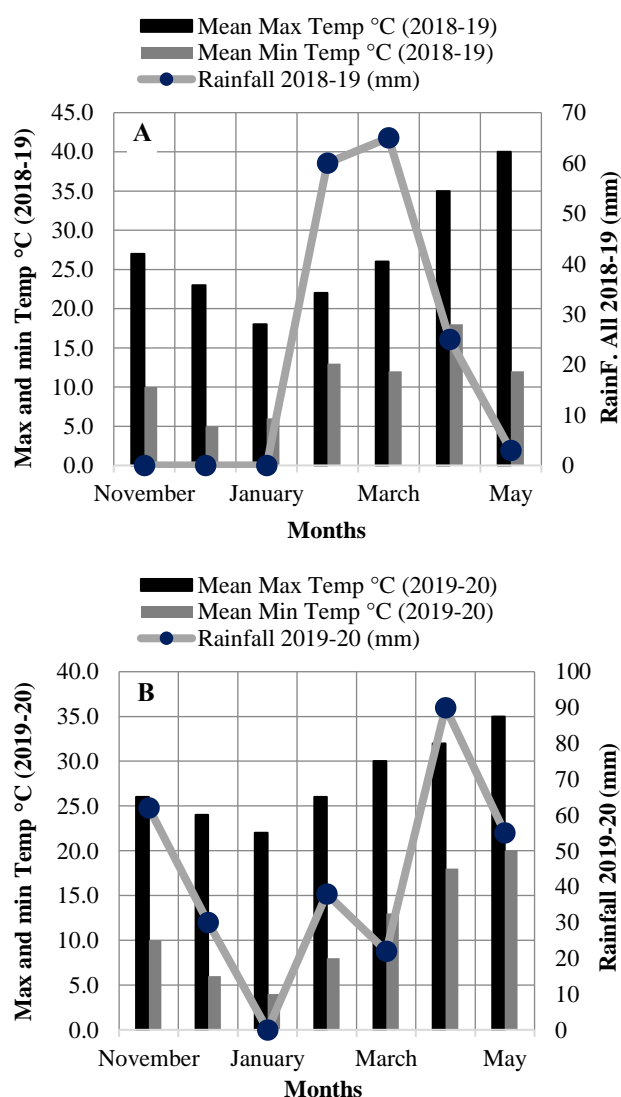 Mean Max Temp °C (2018-19)
Mean Min Temp °C (2018-19)
Rainfall 2018-19 (mm)
A
Max and min Temp °C (2018-19)
45.0
40.0
35.0
30.0
25.0
20.0
15.0
10.0
5.0
0.0
70
60
50
40
30
20
10
0
RainF. All 2018-19 (mm)
November January March May
Months
Mean Max Temp °C (2019-20)
Mean Min Temp °C (2019-20)
Rainfall 2019-20 (mm)
B
Max and min Temp °C (2019-20)
40.0
35.0
30.0
25.0
20.0
15.0
10.0
5.0
0.0
100
90
80
70
60
50
40
30
20
10
0
Rainfall 2019-20 (mm)
November January March May
Months